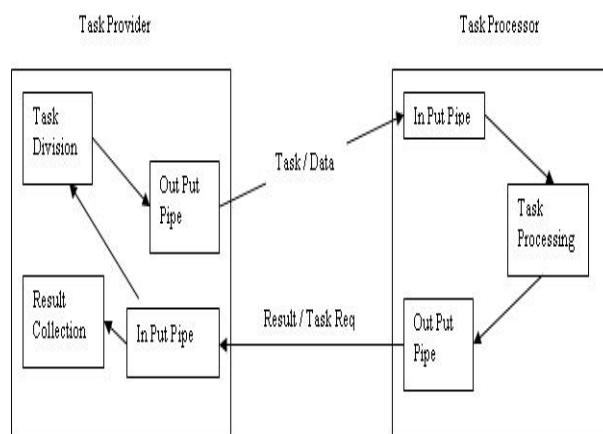 Task Provider
Task Processor
Task
Division
Out Put
Pipe
Result
Collection
In Put Pipe
Task / Data
Result / Task Req
In Put Pipe
Task
Processing
Out Put
Pipe